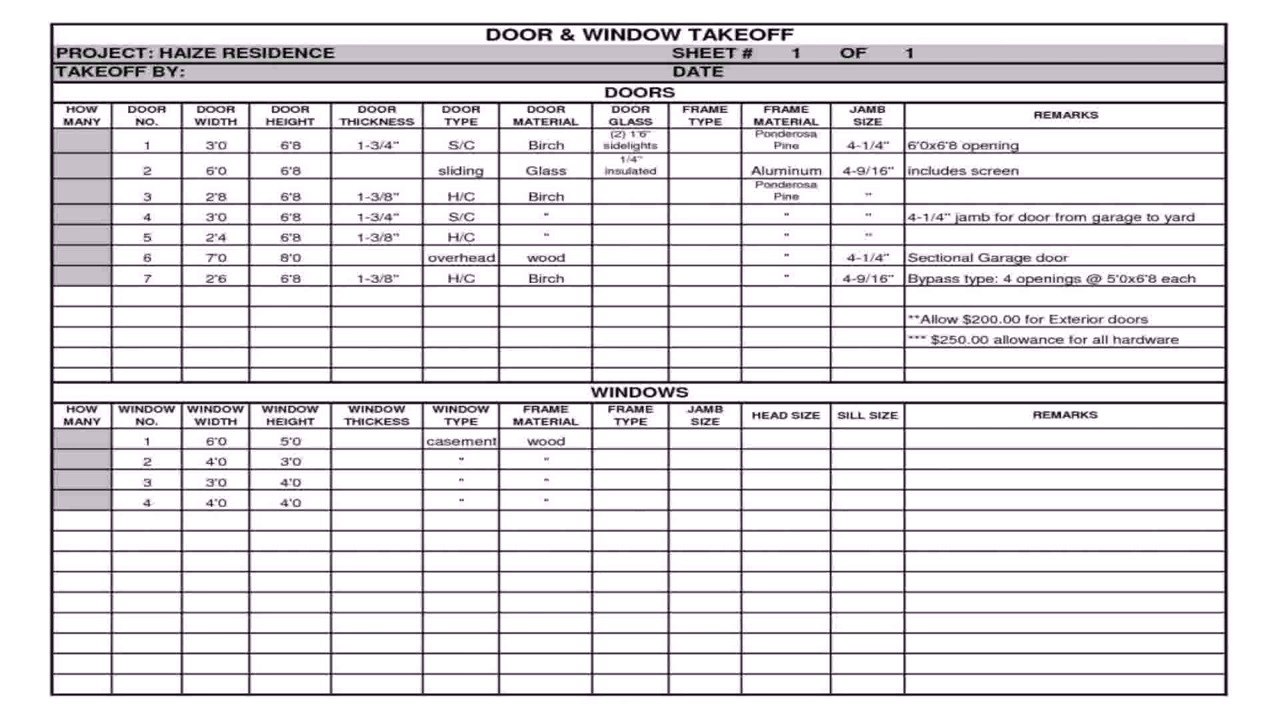 DOOR & WINDOW TAKEOFF
PROJECT: HAIZE RESIDENCE SHEET # 1 OF 1
TAKEOFF BY: DATE
DOORS
HOW MANY DOOR NO. DOOR WIDTH DOOR HEIGHT DOOR THICKNESS DOOR TYPE DOOR MATERIAL DOOR GLASS FRAME TYPE FRAME MATERIAL JAMB SIZE REMARKS
1 3'0 6'8 1-3/4" S/C Birch (2) 1'6" sidelights Ponderosa Pine 4-1/4" 6'0x6'8 opening
2 6'0 6'8 sliding Glass 1/4" insulated Aluminum 4-9/16" includes screen
3 2'8 6'8 1-3/8" H/C Birch Ponderosa Pine "
4 3'0 6'8 1-3/4" S/C " " " 4-1/4" jamb for door from garage to yard
5 2'4 6'8 1-3/8" H/C " " "
6 7'0 8'0 overhead wood " 4-1/4" Sectional Garage door
7 2'6 6'8 1-3/8" H/C Birch " 4-9/16" Bypass type: 4 openings @ 5'0x6'8 each
**Allow $200.00 for Exterior doors
*** $250.00 allowance for all hardware
WINDOWS
HOW MANY WINDOW NO. WINDOW WIDTH WINDOW HEIGHT WINDOW THICKESS WINDOW TYPE FRAME MATERIAL FRAME TYPE JAMB SIZE HEAD SIZE SILL SIZE REMARKS
1 6'0 5'0 casement wood
2 4'0 3'0 " "
3 3'0 4'0 " "
4 4'0 4'0 " "